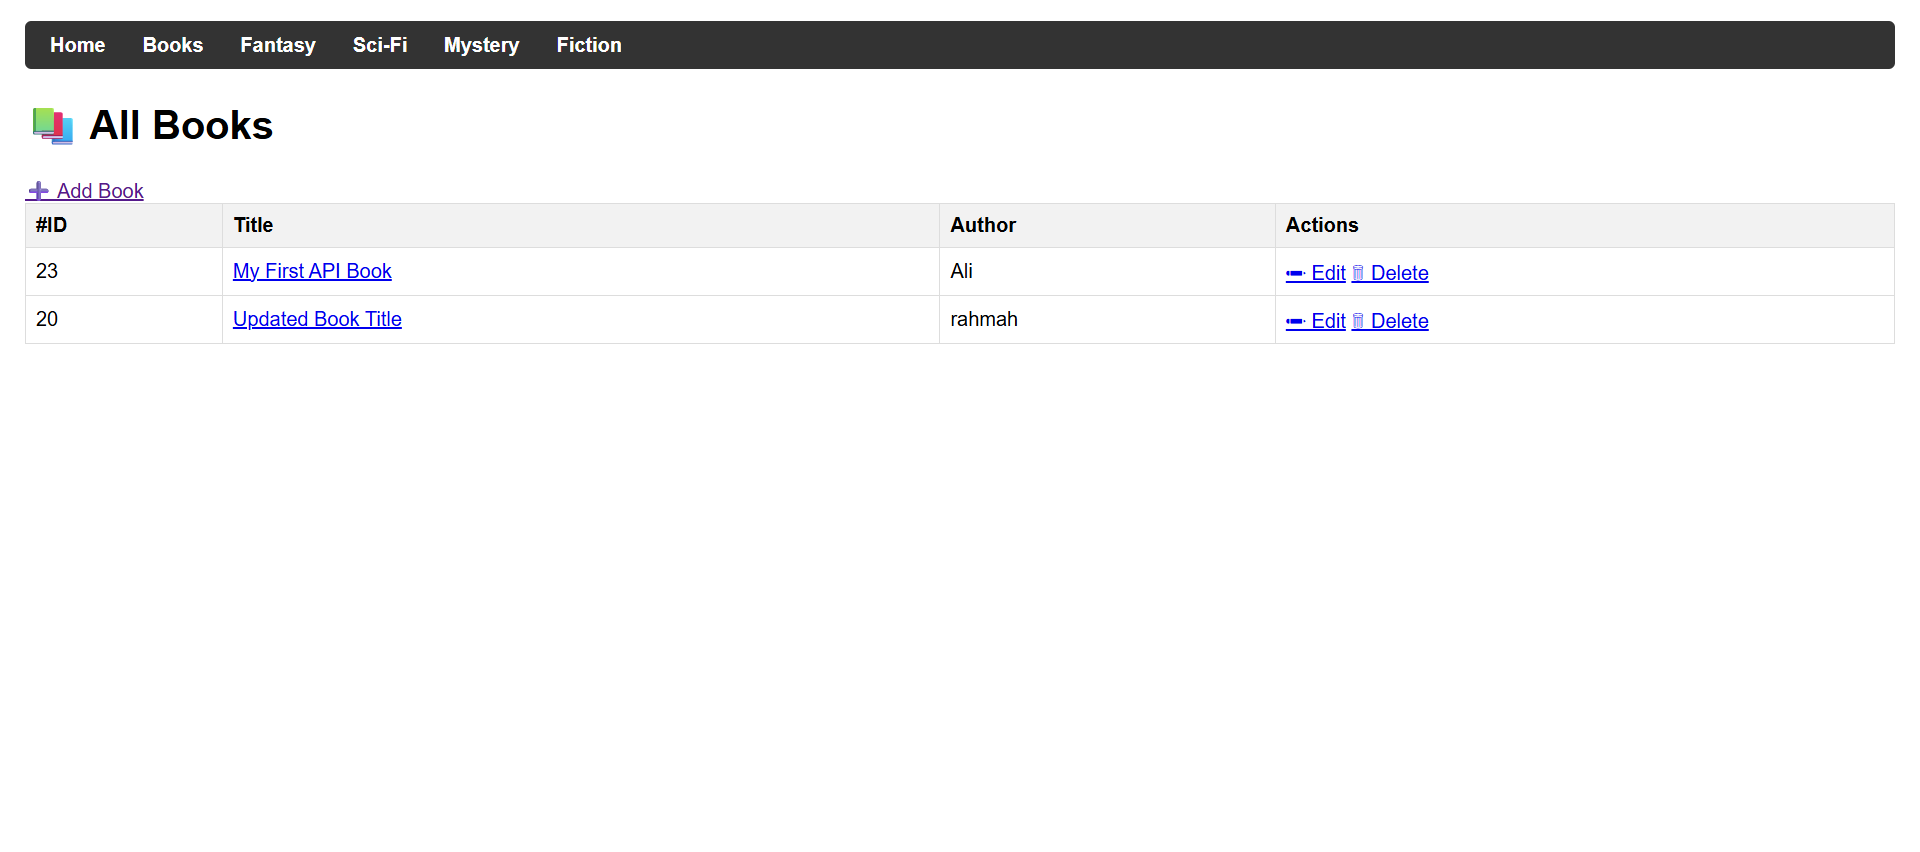 Home Books Fantasy Sci-Fi Mystery Fiction
📚 All Books
➕ Add Book
#ID Title Author Actions
23 My First API Book Ali ✏ Edit 🗑 Delete
20 Updated Book Title rahmah ✏ Edit 🗑 Delete